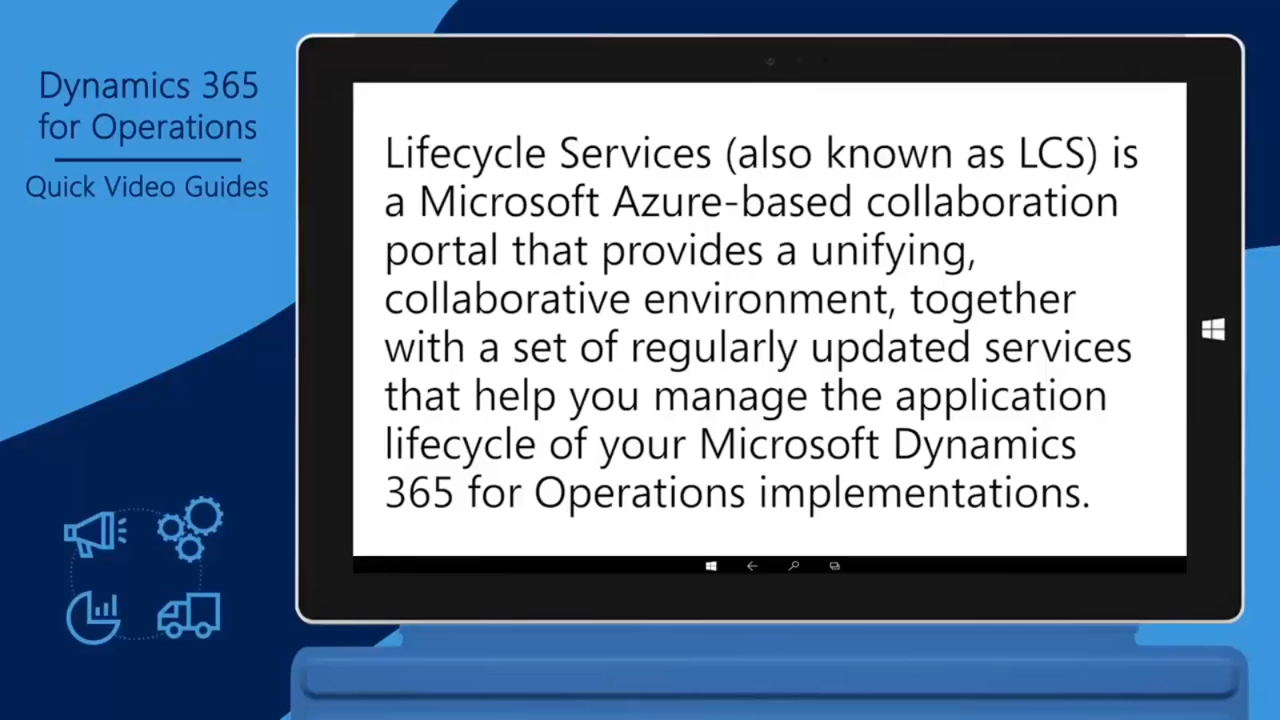 Dynamics 365
for Operations
Quick Video Guides
Lifecycle Services (also known as LCS) is
a Microsoft Azure-based collaboration
portal that provides a unifying,
collaborative environment, together
with a set of regularly updated services
that help you manage the application
lifecycle of your Microsoft Dynamics
365 for Operations implementations.